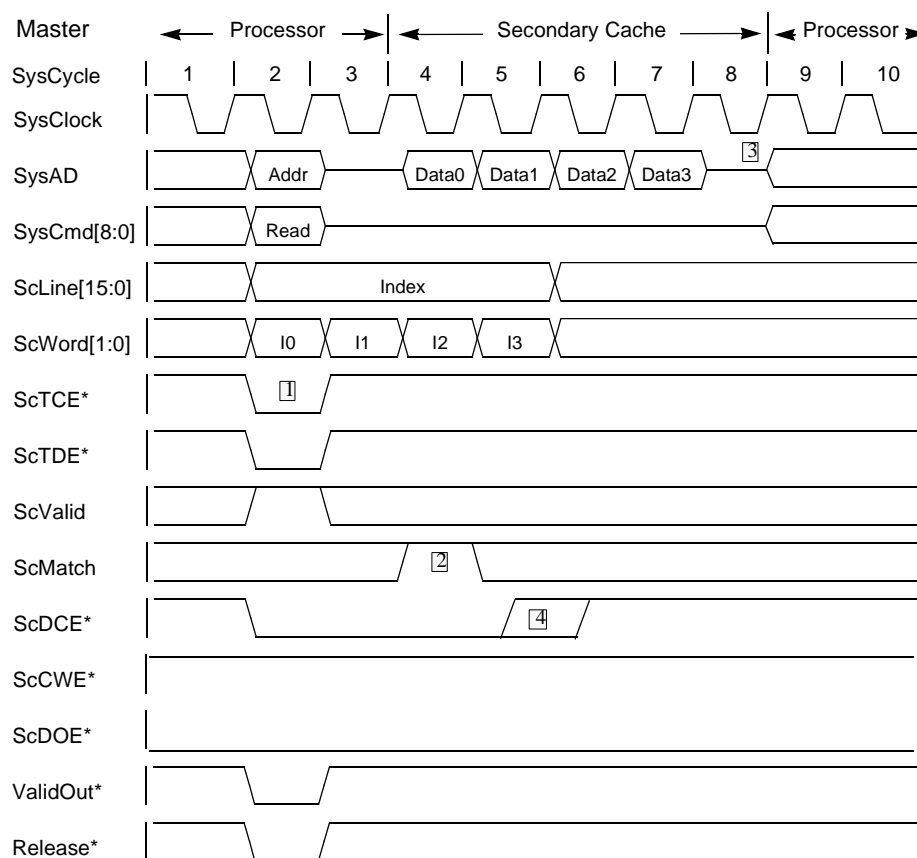 Master Processor Secondary Cache Processor
SysCycle 1 2 3 4 5 6 7 8 9 10
SysClock
3
SysAD Addr Data0 Data1 Data2 Data3
SysCmd[8:0] Read
ScLine[15:0] Index
ScWord[1:0] I0 I1 I2 I3
ScTCE* 1
ScTDE*
ScValid
ScMatch 2
ScDCE* 4
ScCWE*
ScDOE*
ValidOut*
Release*